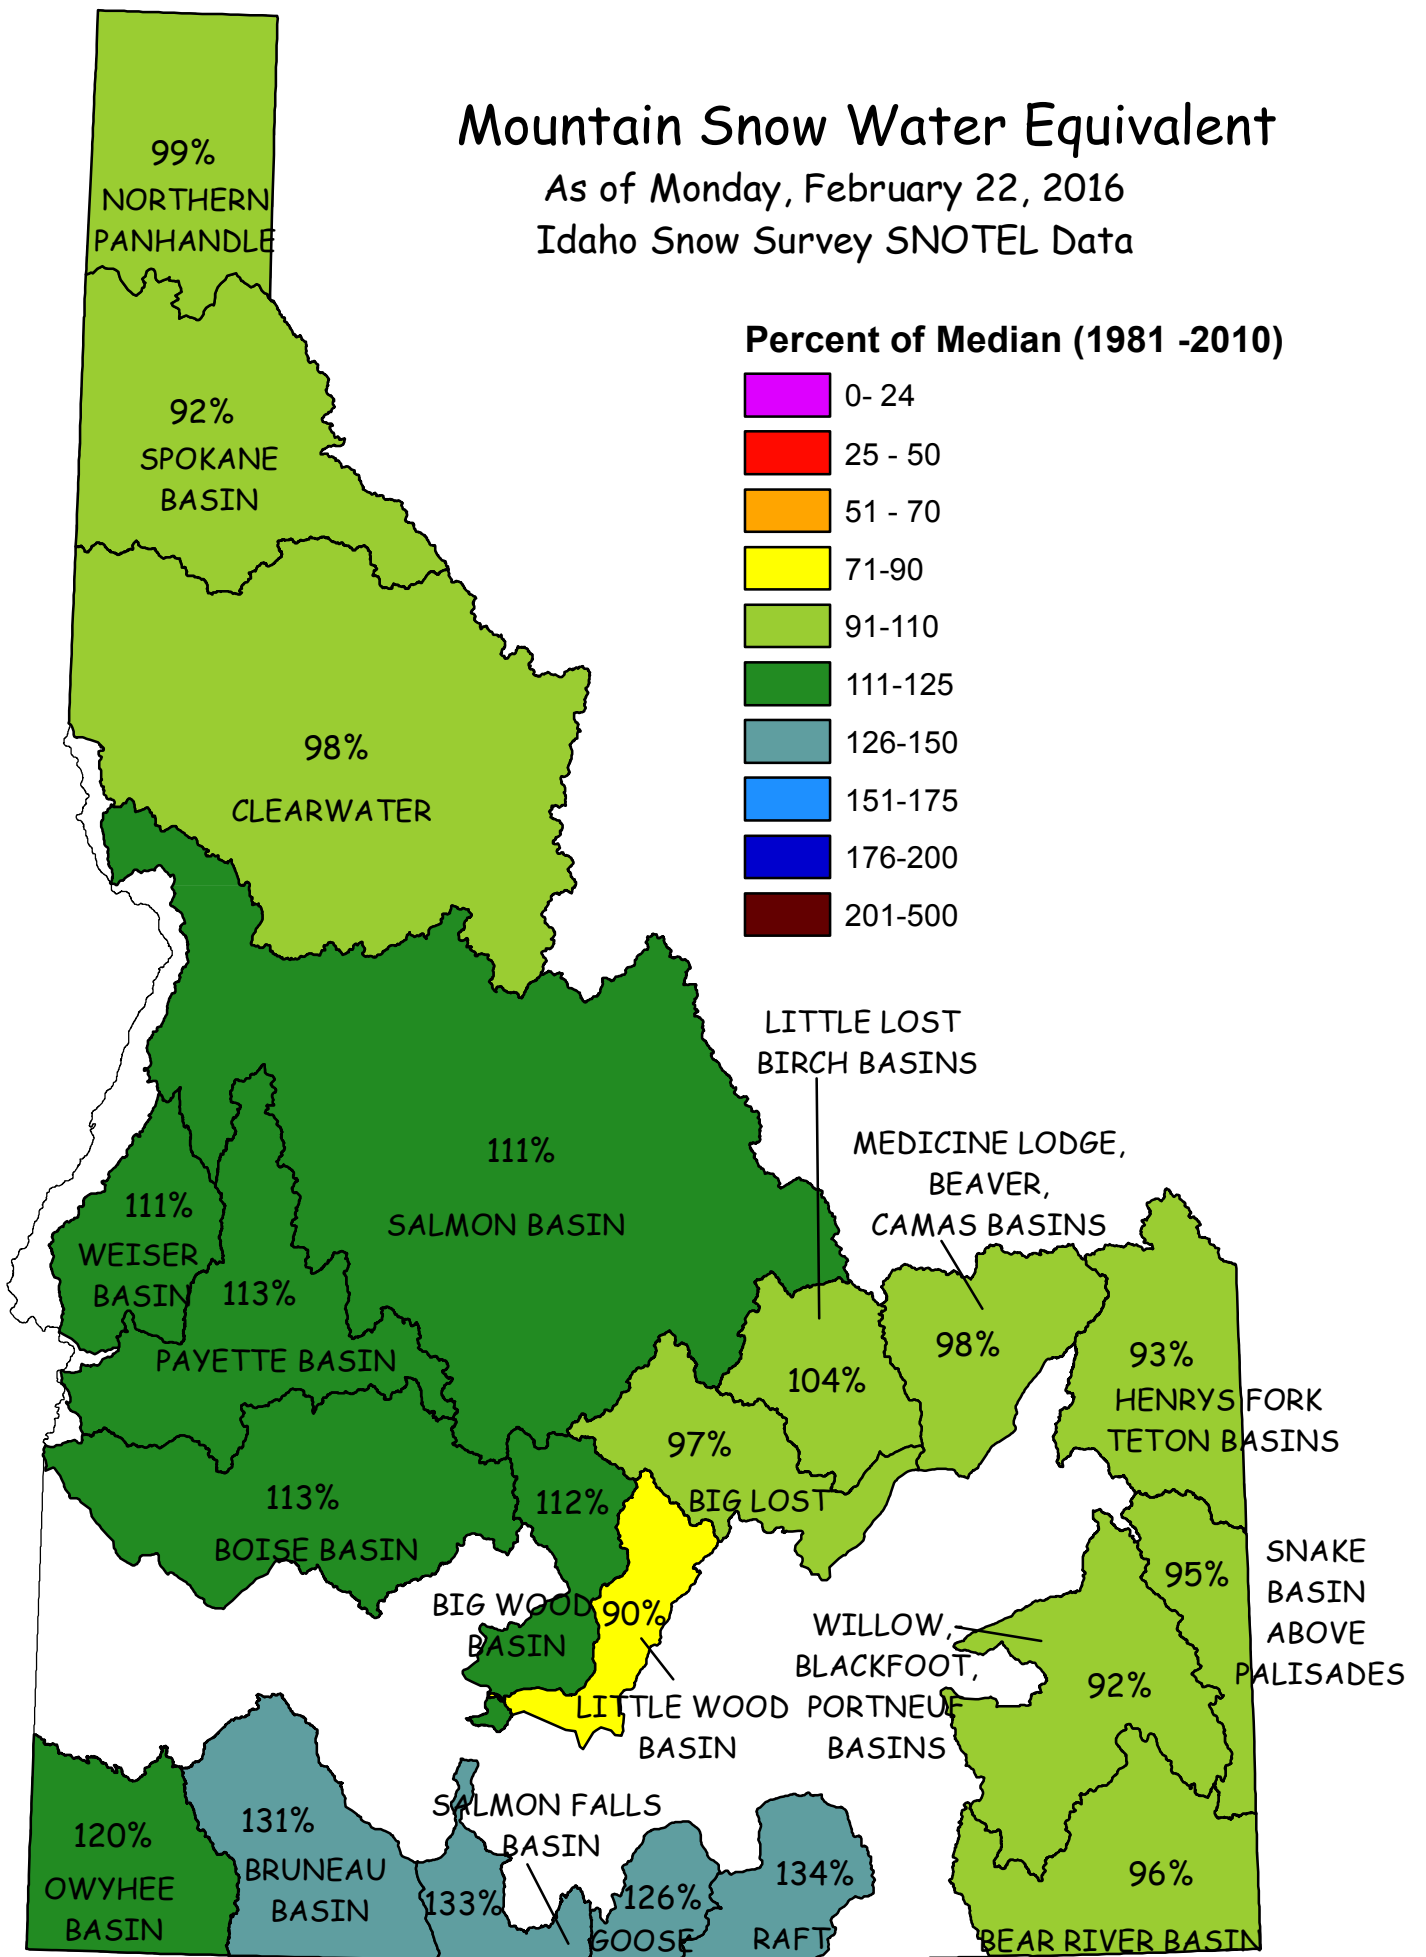 Mountain Snow Water Equivalent
As of Monday, February 22, 2016
Idaho Snow Survey SNOTEL Data
Percent of Median (1981 -2010)
0- 24
25 - 50
51 - 70
71-90
91-110
111-125
126-150
151-175
176-200
201-500
99%
NORTHERN
PANHANDLE
92%
SPOKANE
BASIN
98%
CLEARWATER
111%
SALMON BASIN
111%
WEISER
BASIN
113%
PAYETTE BASIN
113%
BOISE BASIN
LITTLE LOST
BIRCH BASINS
104%
MEDICINE LODGE,
BEAVER,
CAMAS BASINS
98%
93%
HENRYS FORK
TETON BASINS
97%
BIG LOST
112%
BIG WOOD
BASIN
90%
LITTLE WOOD
BASIN
95%
SNAKE
BASIN
ABOVE
PALISADES
WILLOW,
BLACKFOOT,
PORTNEUF
BASINS
92%
120%
OWYHEE
BASIN
131%
BRUNEAU
BASIN
SALMON FALLS
BASIN
133%
126%
GOOSE
134%
RAFT
96%
BEAR RIVER BASIN